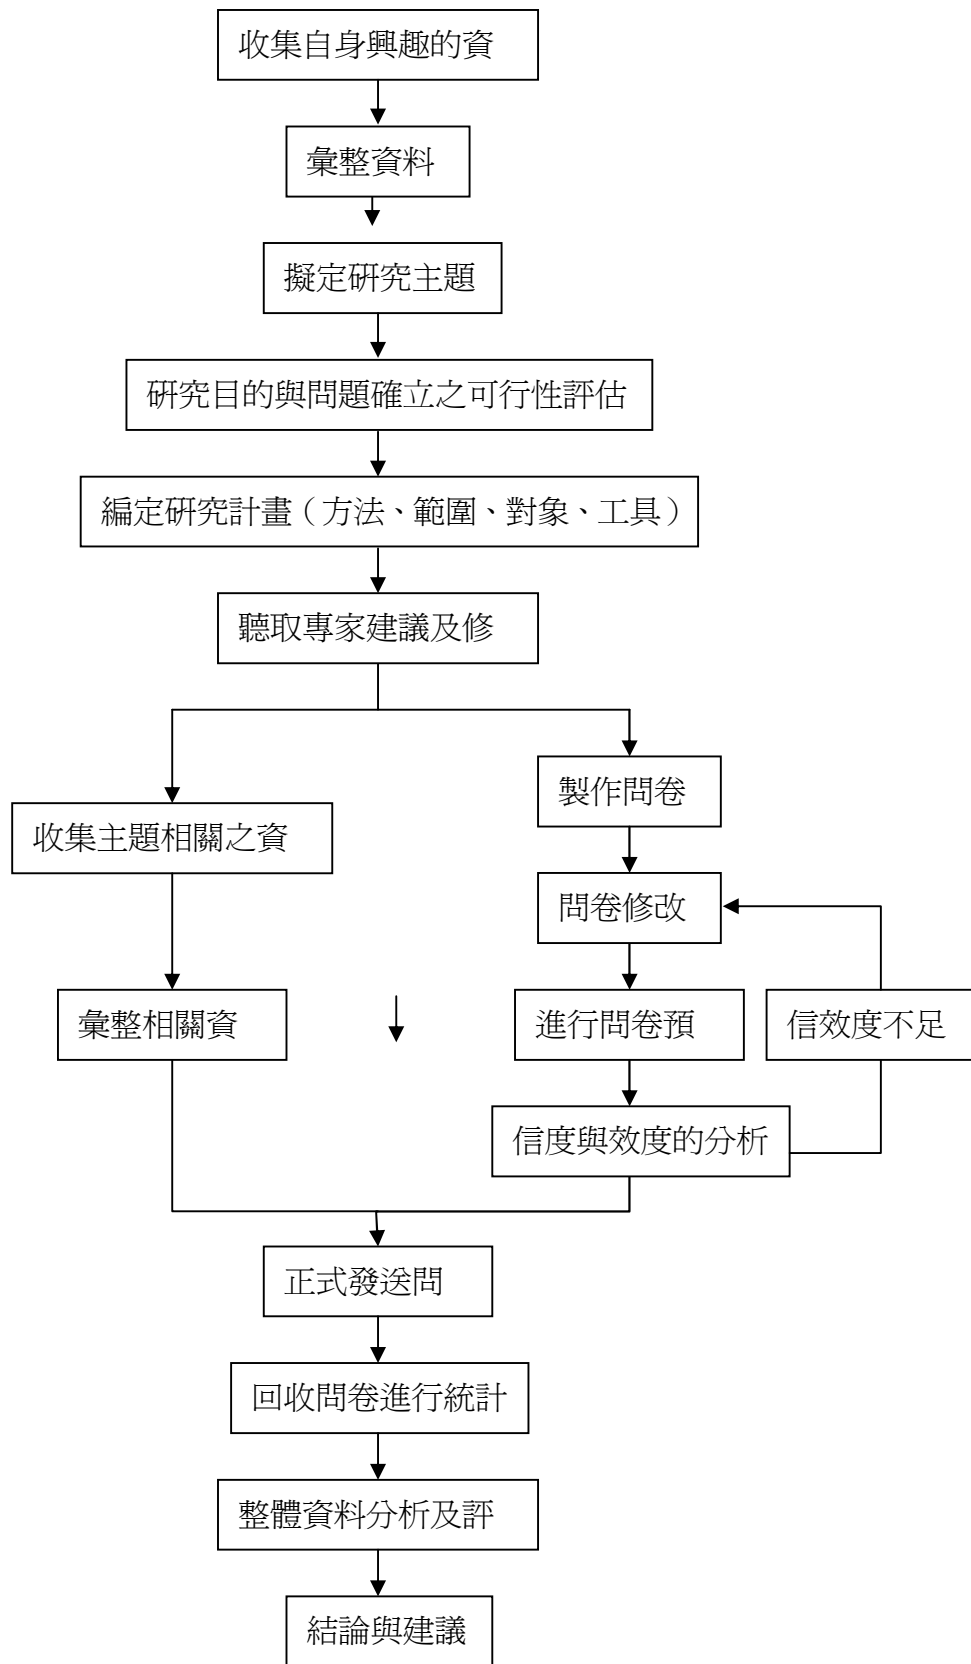 收集自身興趣的資
彙整資料
擬定研究主題
研究目的與問題確立之可行性評估
編定研究計畫（方法、範圍、對象、工具）
聽取專家建議及修
製作問卷
收集主題相關之資
問卷修改
彙整相關資
進行問卷預
信效度不足
信度與效度的分析
正式發送問
回收問卷進行統計
整體資料分析及評
結論與建議